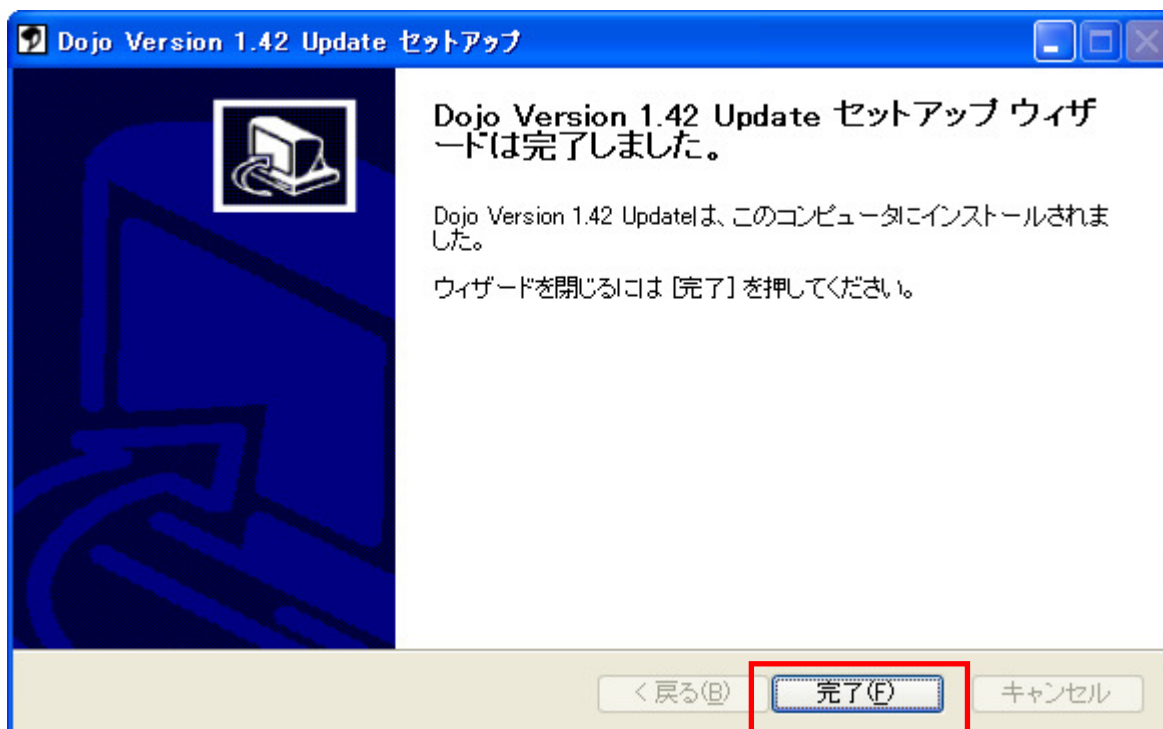 Dojo Version 1.42 Update セットアップ
Dojo Version 1.42 Update セットアップ ウィザ
ードは完了しました。
Dojo Version 1.42 Updateは、このコンピュータにインストールされま
した。
ウィザードを閉じるには [完了] を押してください。
< 戻る(B)
完了(F)
キャンセル